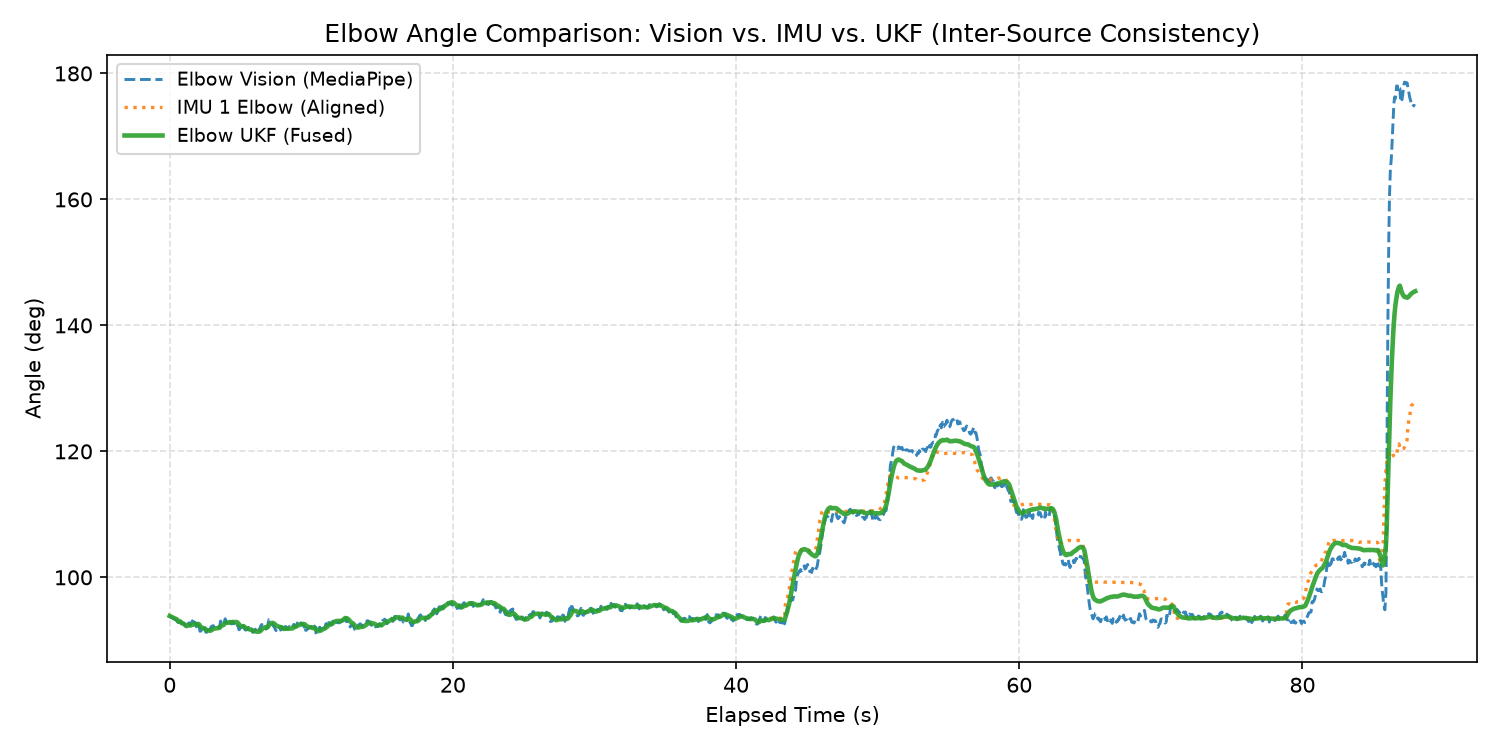 Elbow Angle Comparison: Vision vs. IMU vs. UKF (Inter-Source Consistency)
Elbow Vision (MediaPipe)
IMU 1 Elbow (Aligned)
Elbow UKF (Fused)
Angle (deg)
180
160
140
120
100
0 20 40 60 80
Elapsed Time (s)